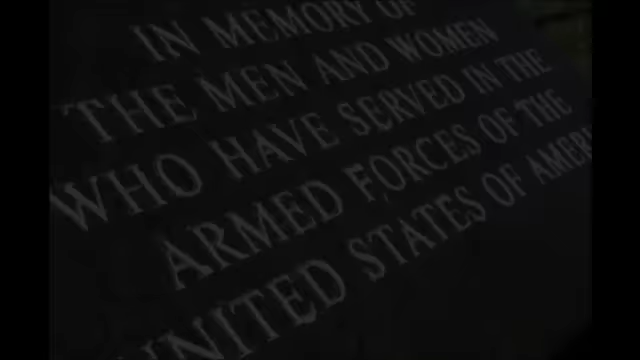 IN MEMORY OF
THE MEN AND WOMEN
WHO HAVE SERVED IN THE
ARMED FORCES OF THE
UNITED STATES OF AMERI